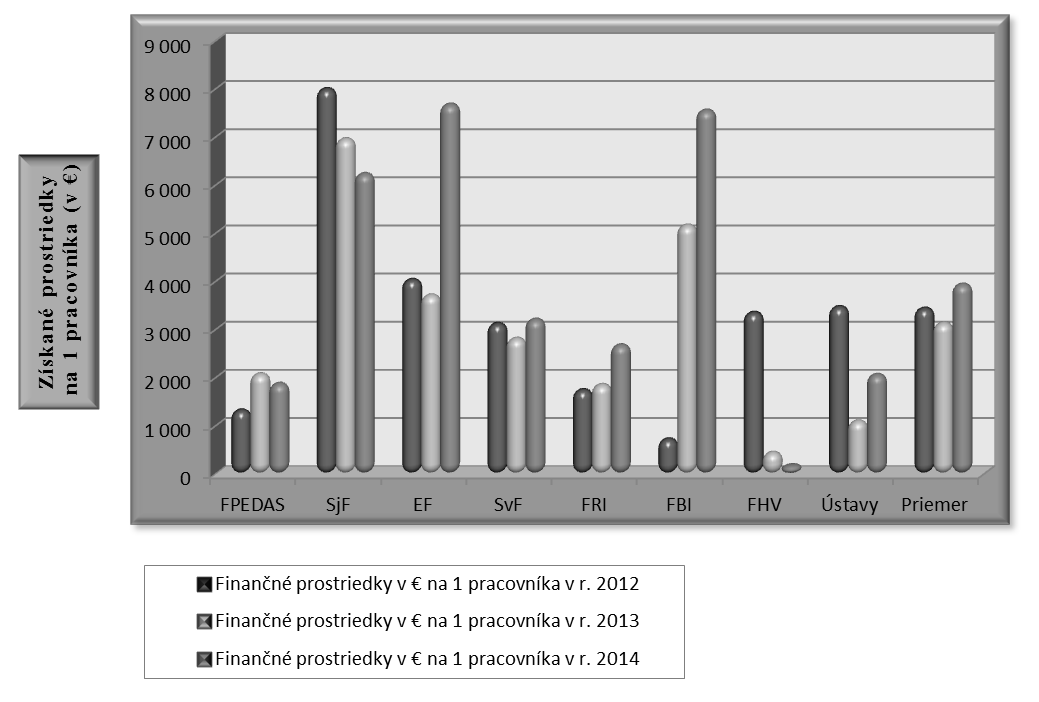 Získané prostriedky
na 1 pracovníka (v €)
9 000
8 000
7 000
6 000
5 000
4 000
3 000
2 000
1 000
0
FPEDAS SjF EF SvF FRI FBI FHV Ústavy Priemer
Finančné prostriedky v € na 1 pracovníka v r. 2012
Finančné prostriedky v € na 1 pracovníka v r. 2013
Finančné prostriedky v € na 1 pracovníka v r. 2014